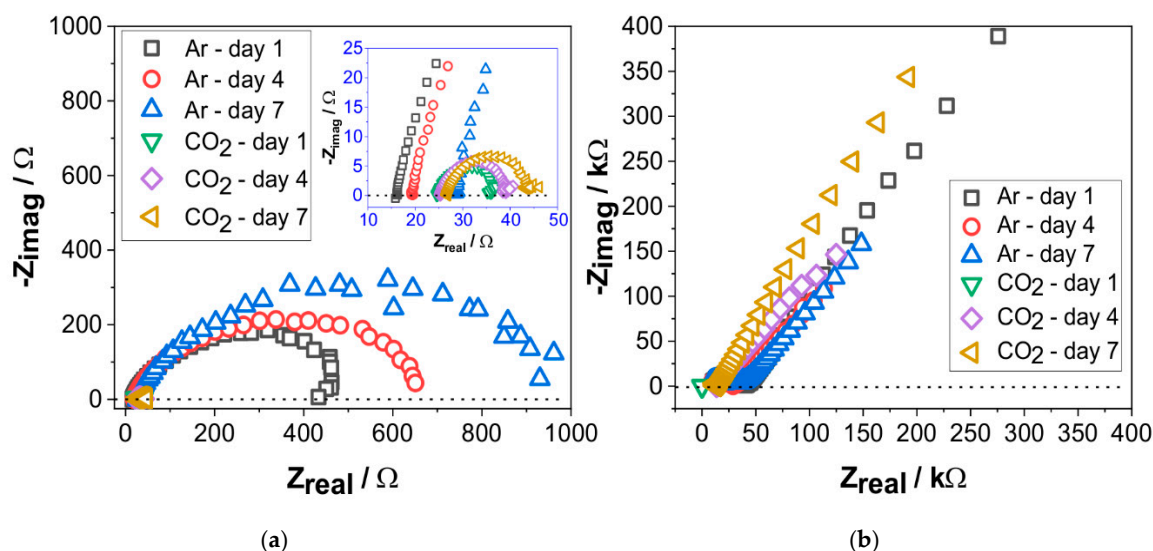 1000
800
600
400
200
0
-Zimag / Ω
0 200 400 600 800 1000
Zreal / Ω
Ar - day 1
Ar - day 4
Ar - day 7
CO2 - day 1
CO2 - day 4
CO2 - day 7
25
20
15
10
5
0
-Zimag / Ω
10 20 30 40 50
Zreal / Ω
(a)
400
350
300
250
200
150
100
50
0
-Zimag / kΩ
0 50 100 150 200 250 300 350 400
Zreal / kΩ
Ar - day 1
Ar - day 4
Ar - day 7
CO2 - day 1
CO2 - day 4
CO2 - day 7
(b)